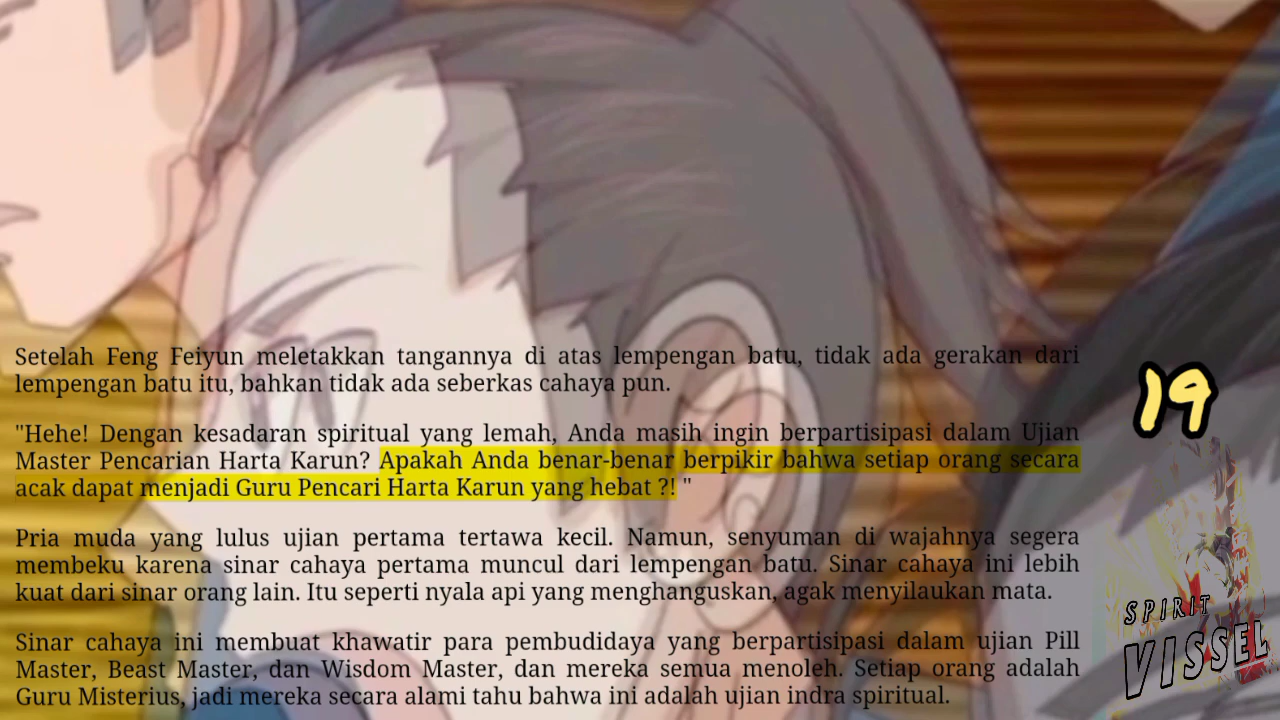 Setelah Feng Feiyun meletakkan tangannya di atas lempengan batu, tidak ada gerakan dari
lempengan batu itu, bahkan tidak ada seberkas cahaya pun.
"Hehe! Dengan kesadaran spiritual yang lemah, Anda masih ingin berpartisipasi dalam Ujian
Master Pencarian Harta Karun? Apakah Anda benar-benar berpikir bahwa setiap orang secara
acak dapat menjadi Guru Pencari Harta Karun yang hebat ?! "
Pria muda yang lulus ujian pertama tertawa kecil. Namun, senyuman di wajahnya segera
membeku karena sinar cahaya pertama muncul dari lempengan batu. Sinar cahaya ini lebih
kuat dari sinar orang lain. Itu seperti nyala api yang menghanguskan, agak menyilaukan mata.
Sinar cahaya ini membuat khawatir para pembudidaya yang berpartisipasi dalam ujian Pill
Master, Beast Master, dan Wisdom Master, dan mereka semua menoleh. Setiap orang adalah
Guru Misterius, jadi mereka secara alami tahu bahwa ini adalah ujian indra spiritual.
19
SPIRIT
VISSEL